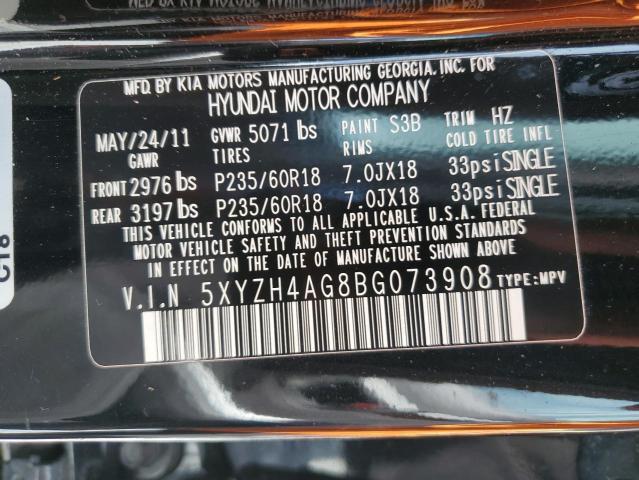 MFD. BY KIA MOTORS MANUFACTURING GEORGIA, INC. FOR
HYUNDAI MOTOR COMPANY
MAY/24/11 GVWR 5071 lbs PAINT S3B TRIM HZ
GAWR TIRES RIMS COLD TIRE INFL
FRONT 2976 lbs P235/60R18 7.0JX18 33psi SINGLE
REAR 3197 lbs P235/60R18 7.0JX18 33psi SINGLE
THIS VEHICLE CONFORMS TO ALL APPLICABLE U.S.A. FEDERAL
MOTOR VEHICLE SAFETY AND THEFT PREVENTION STANDARDS
IN EFFECT ON THE DATE OF MANUFACTURE SHOWN ABOVE
V.I.N 5XYZH4AG8BG073908 TYPE:MPV
C18